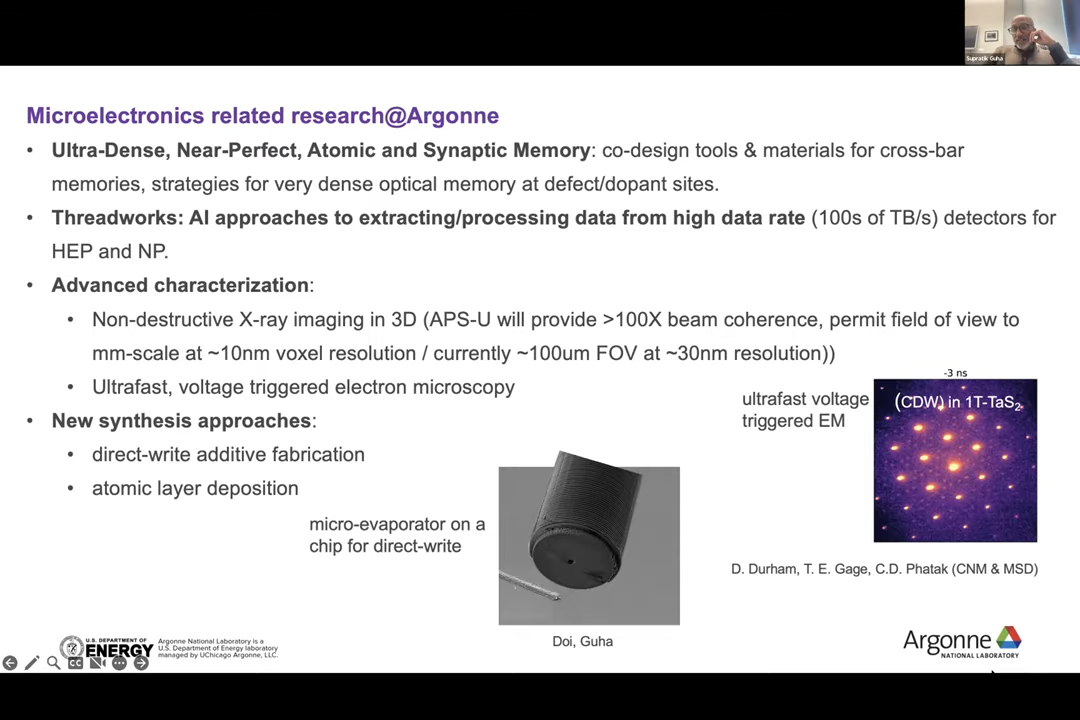 Supratik Guha
Microelectronics related research@Argonne
• Ultra-Dense, Near-Perfect, Atomic and Synaptic Memory: co-design tools & materials for cross-bar
memories, strategies for very dense optical memory at defect/dopant sites.
• Threadworks: AI approaches to extracting/processing data from high data rate (100s of TB/s) detectors for
HEP and NP.
• Advanced characterization:
• Non-destructive X-ray imaging in 3D (APS-U will provide >100X beam coherence, permit field of view to
mm-scale at ~10nm voxel resolution / currently ~100um FOV at ~30nm resolution))
• Ultrafast, voltage triggered electron microscopy
• New synthesis approaches:
• direct-write additive fabrication
• atomic layer deposition
-3 ns
ultrafast voltage
triggered EM
(CDW) in 1T-TaS2
micro-evaporator on a
chip for direct-write
D. Durham, T. E. Gage, C.D. Phatak (CNM & MSD)
Doi, Guha
U.S. DEPARTMENT OF
ENERGY
Argonne National Laboratory is a
U.S. Department of Energy laboratory
managed by UChicago Argonne, LLC.
Argonne
NATIONAL LABORATORY
CC